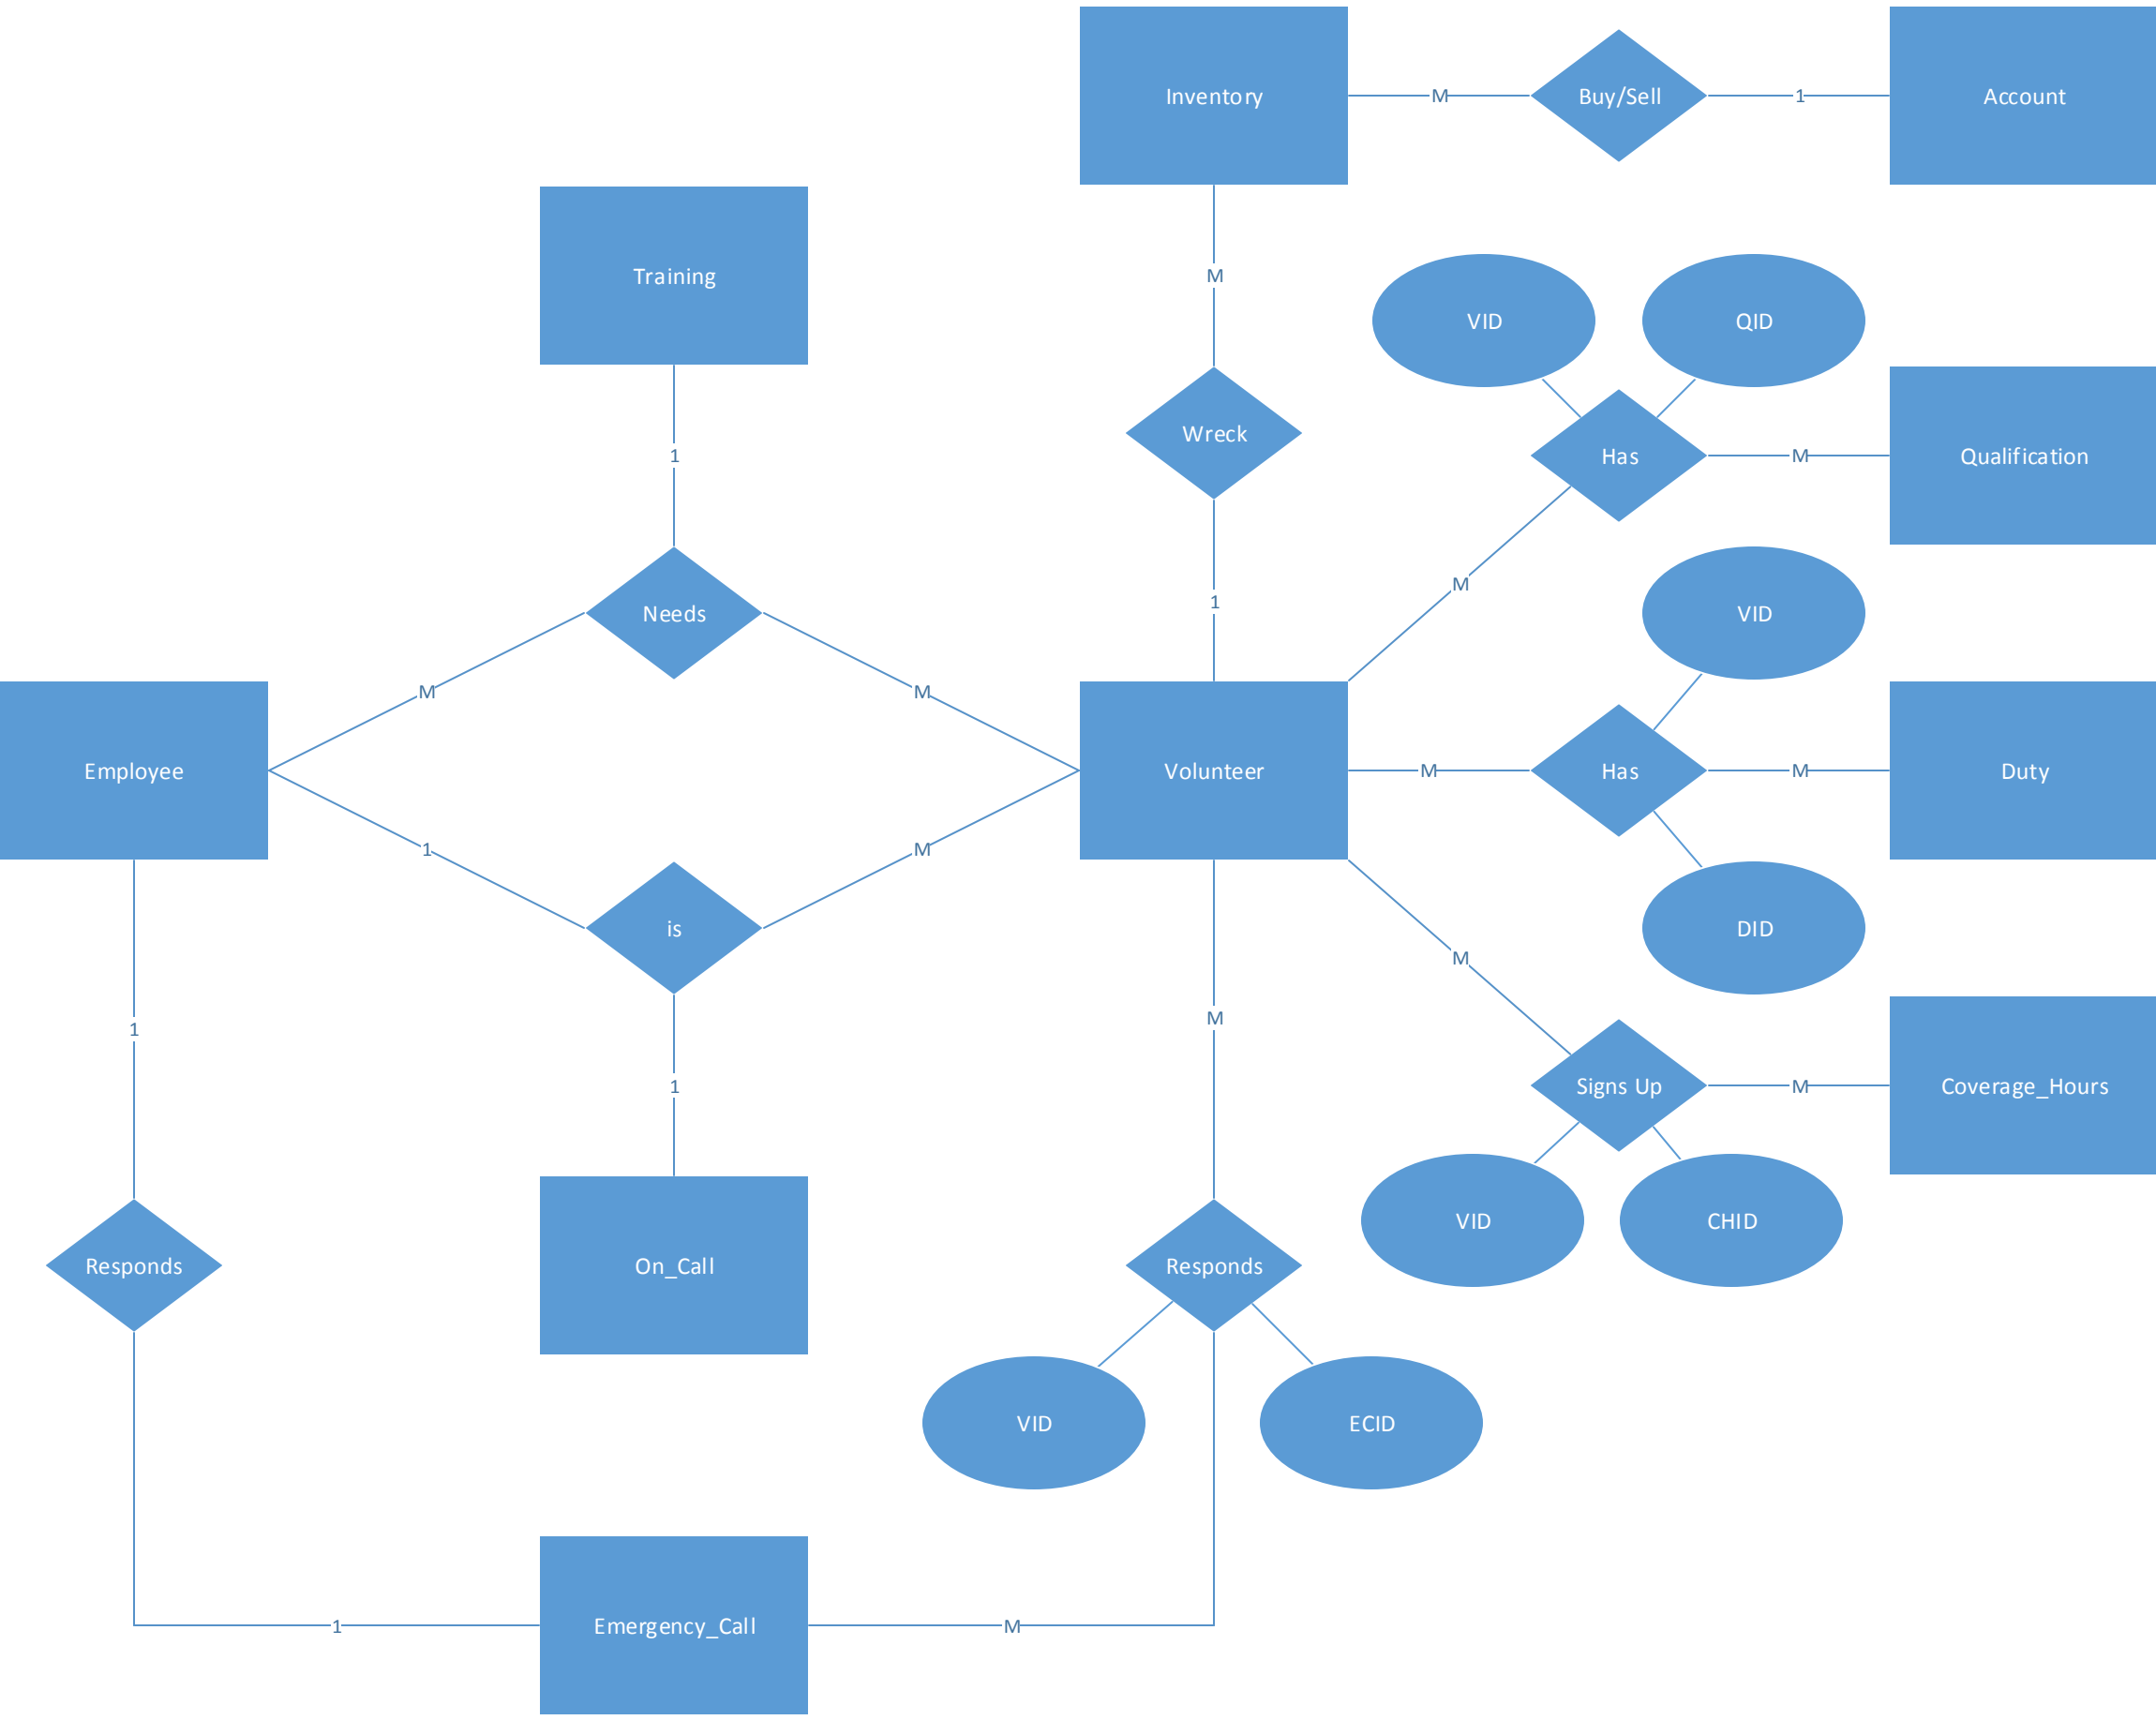 Inventory
M
Buy/Sell
1
Account
Training
M
VID
QID
Wreck
1
Has
M
Qualification
M
1
Needs
VID
M
M
Employee
Volunteer
M
Has
M
Duty
1
M
is
DID
M
M
1
1
Signs Up
M
Coverage_Hours
VID
CHID
Responds
On_Call
Responds
VID
ECID
1
Emergency_Call
M